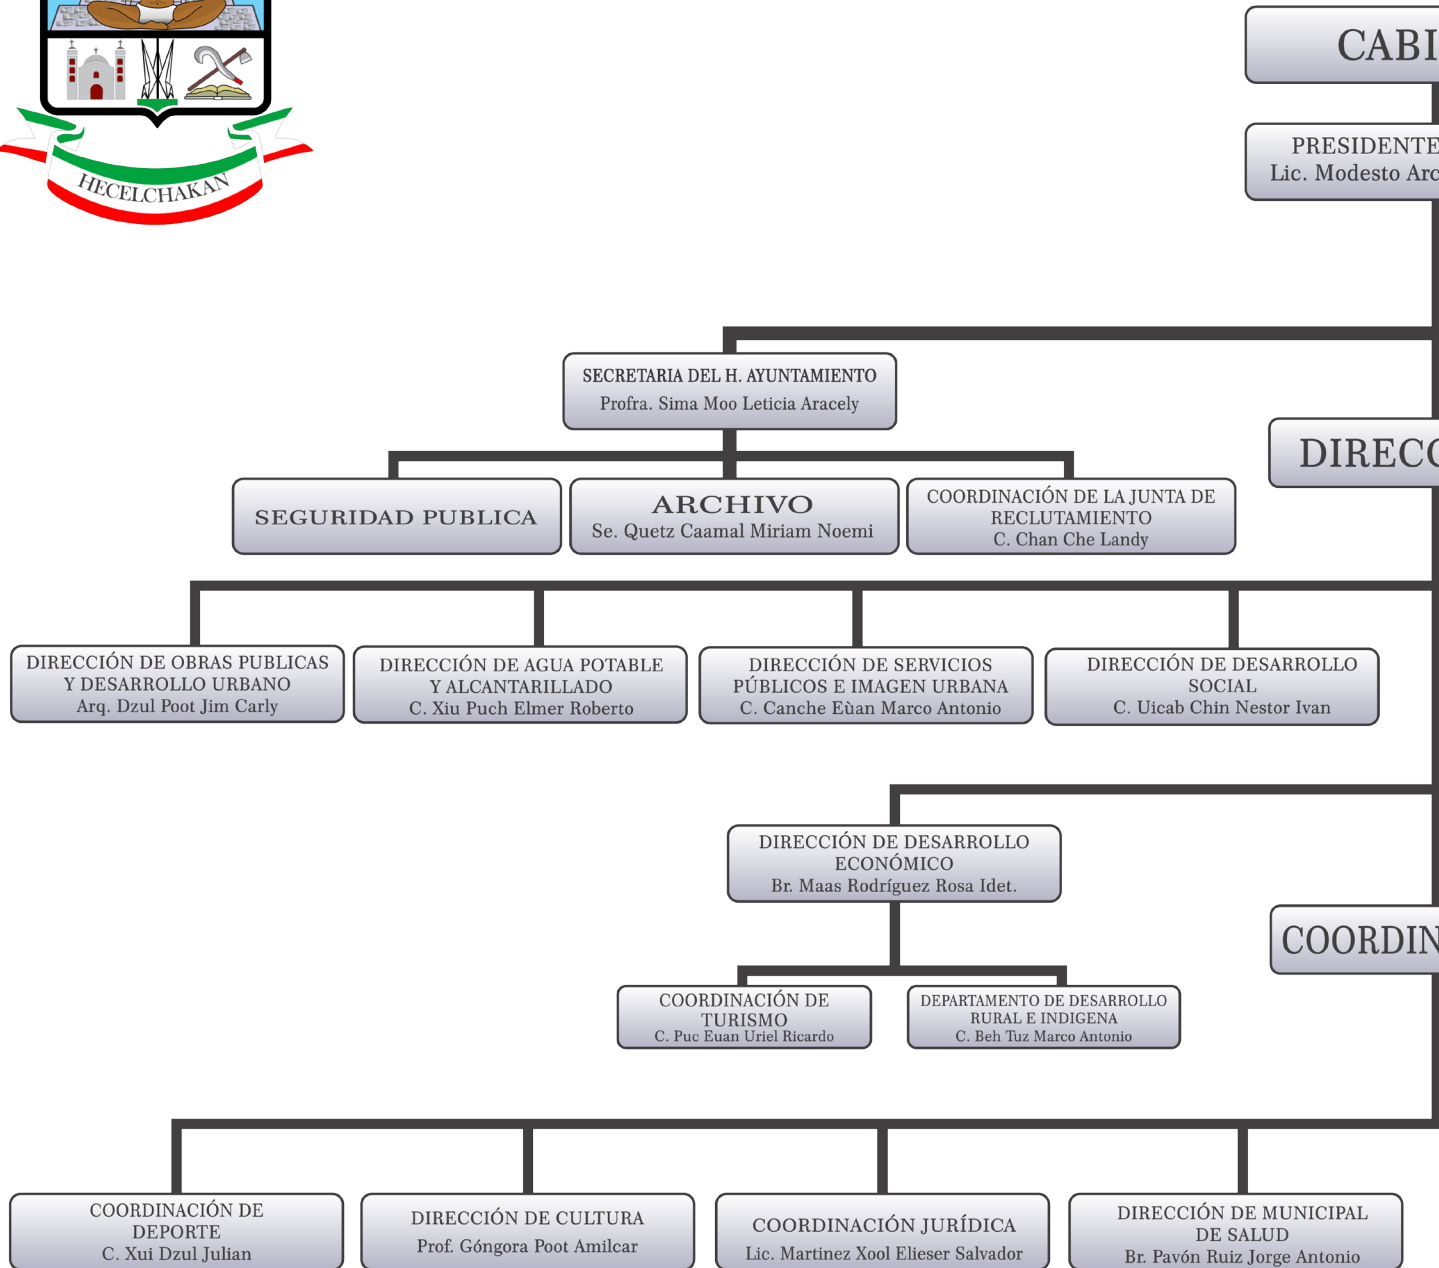 HECELCHAKAN
CABI
PRESIDENTE
Lic. Modesto Arc
SECRETARIA DEL H. AYUNTAMIENTO
Profra. Sima Moo Leticia Aracely
DIRECC
SEGURIDAD PUBLICA
ARCHIVO
Se. Quetz Caamal Miriam Noemi
COORDINACIÓN DE LA JUNTA DE
RECLUTAMIENTO
C. Chan Che Landy
DIRECCIÓN DE OBRAS PUBLICAS
Y DESARROLLO URBANO
Arq. Dzul Poot Jim Carly
DIRECCIÓN DE AGUA POTABLE
Y ALCANTARILLADO
C. Xiu Puch Elmer Roberto
DIRECCIÓN DE SERVICIOS
PÚBLICOS E IMAGEN URBANA
C. Canche Eùan Marco Antonio
DIRECCIÓN DE DESARROLLO
SOCIAL
C. Uicab Chin Nestor Ivan
DIRECCIÓN DE DESARROLLO
ECONÓMICO
Br. Maas Rodríguez Rosa Idet.
COORDIN
COORDINACIÓN DE
TURISMO
C. Puc Euan Uriel Ricardo
DEPARTAMENTO DE DESARROLLO
RURAL E INDIGENA
C. Beh Tuz Marco Antonio
COORDINACIÓN DE
DEPORTE
C. Xui Dzul Julian
DIRECCIÓN DE CULTURA
Prof. Góngora Poot Amilcar
COORDINACIÓN JURÍDICA
Lic. Martinez Xool Elieser Salvador
DIRECCIÓN DE MUNICIPAL
DE SALUD
Br. Pavón Ruiz Jorge Antonio